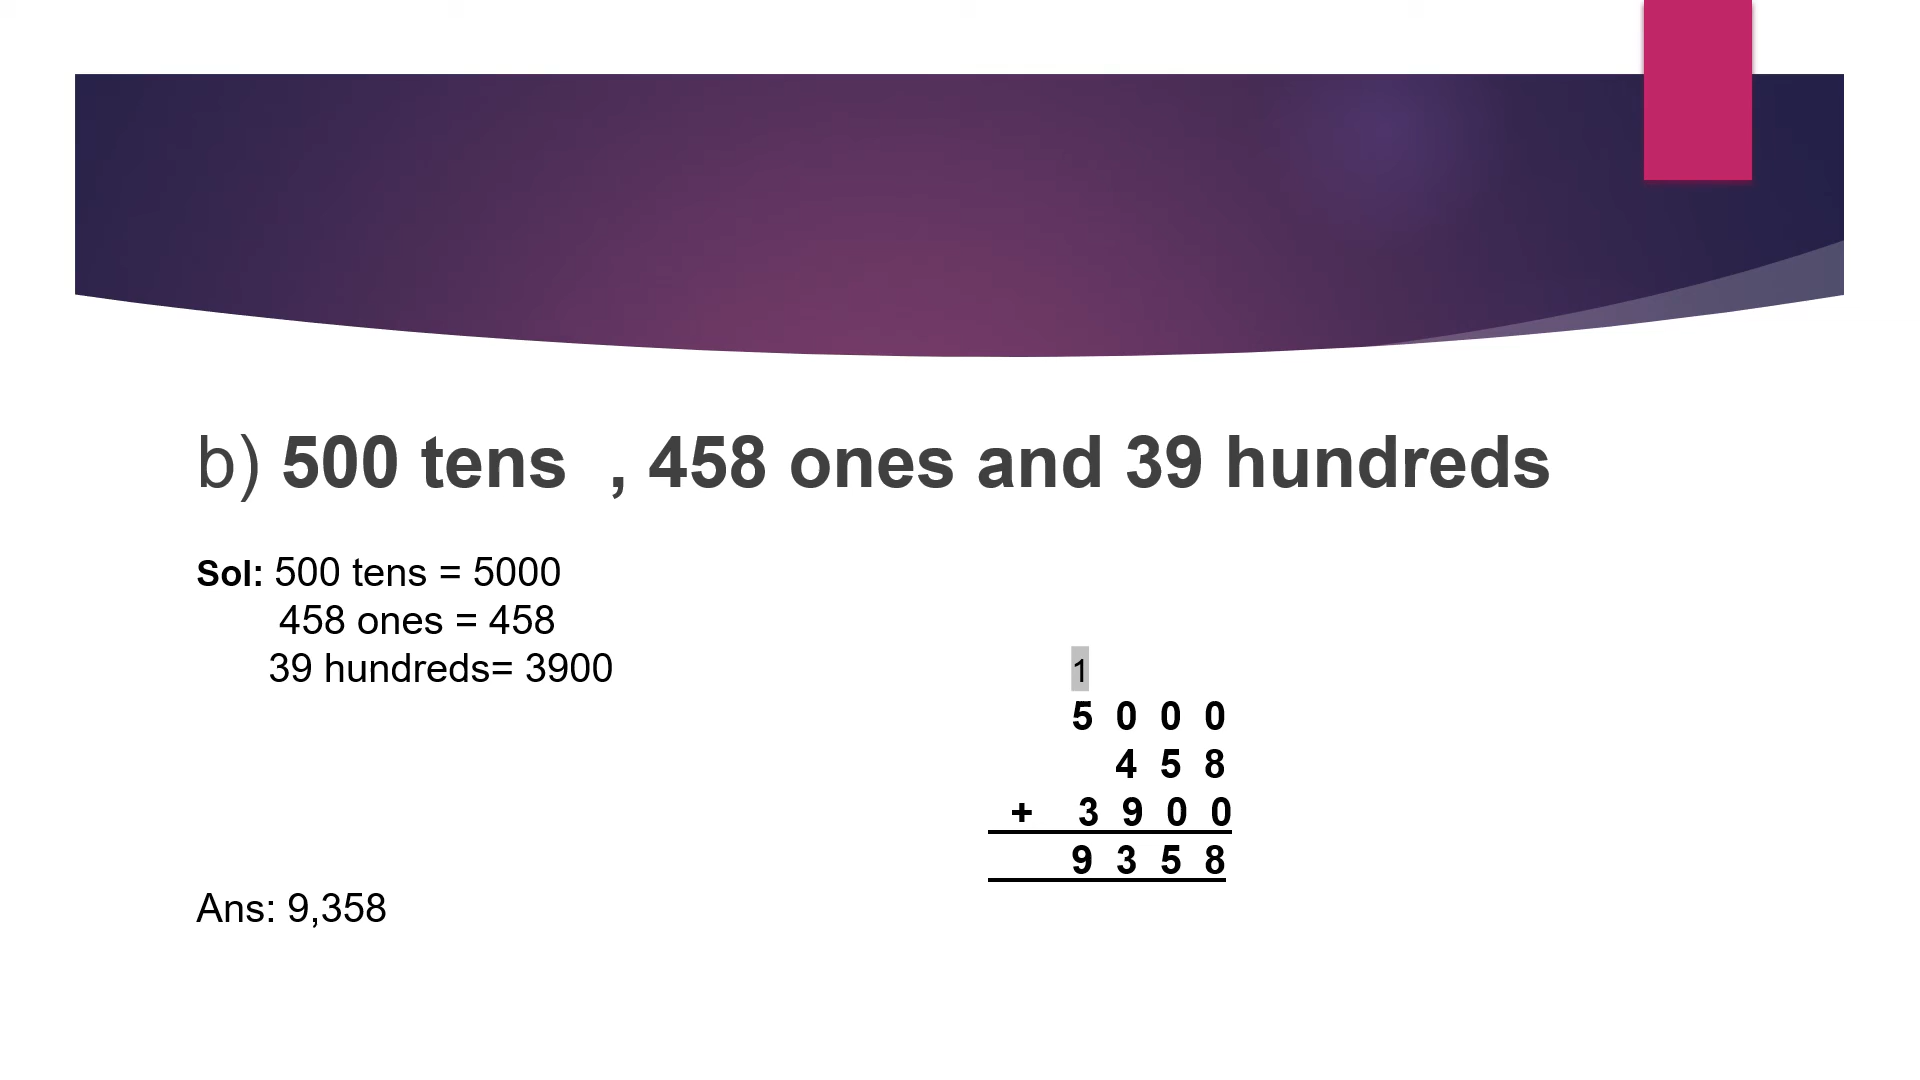 b) 500 tens , 458 ones and 39 hundreds
Sol: 500 tens = 5000
458 ones = 458
39 hundreds= 3900
1
5 0 0 0
4 5 8
+ 3 9 0 0
9 3 5 8
Ans: 9,358